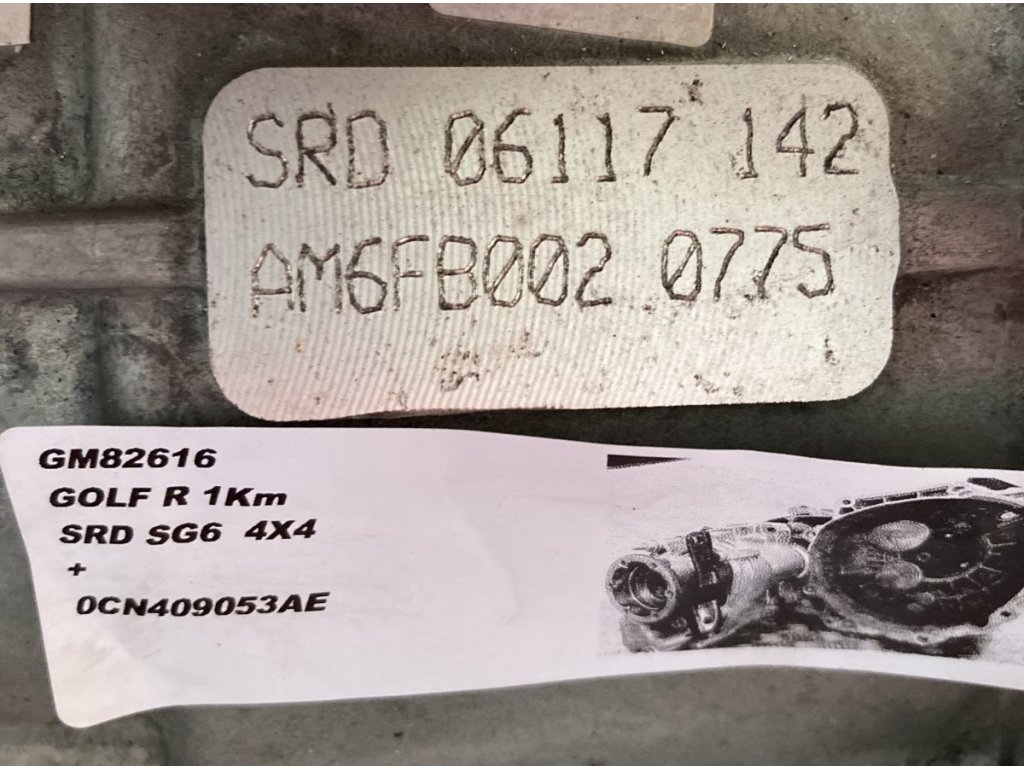 SRD 06117 142
AM6FB002 0775
GM82616
GOLF R 1Km
SRD SG6 4X4
+
0CN409053AE